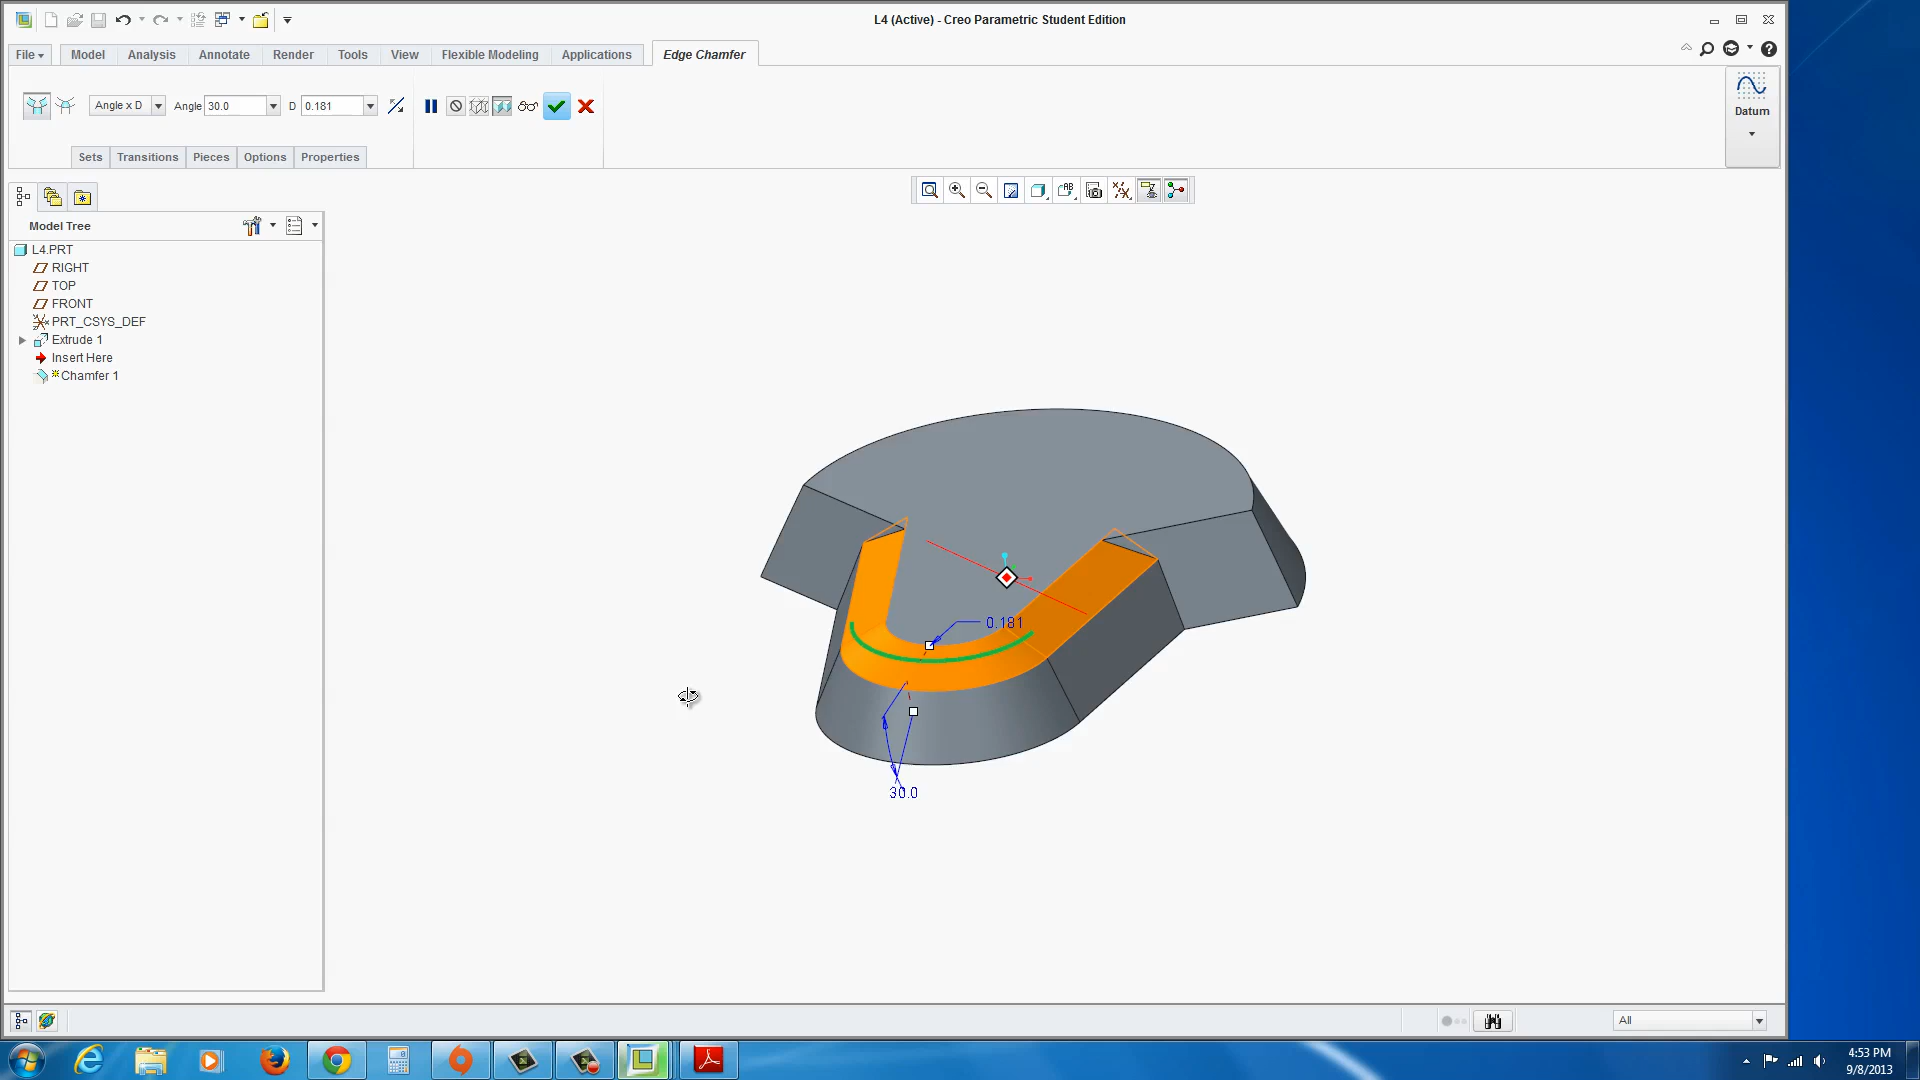 L4 (Active) - Creo Parametric Student Edition
File Model Analysis Annotate Render Tools View Flexible Modeling Applications Edge Chamfer
Angle x D Angle 30.0 D 0.181
Datum
Sets Transitions Pieces Options Properties
Model Tree
L4.PRT
RIGHT
TOP
FRONT
PRT_CSYS_DEF
Extrude 1
Insert Here
Chamfer 1
0.181
30.0
All
4:53 PM
9/8/2013